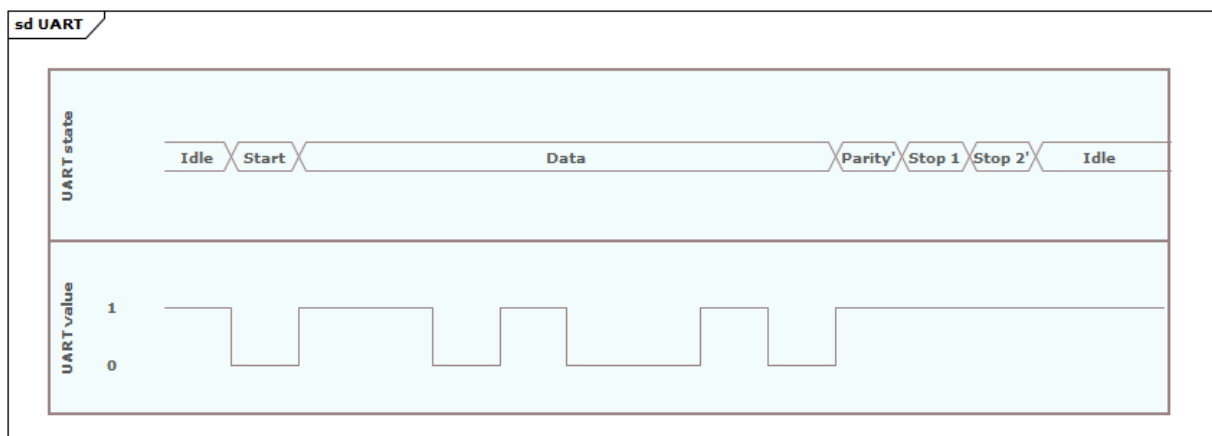 sd UART
UART state
Idle Start Data Parity' Stop 1 Stop 2' Idle
UART value
1
0